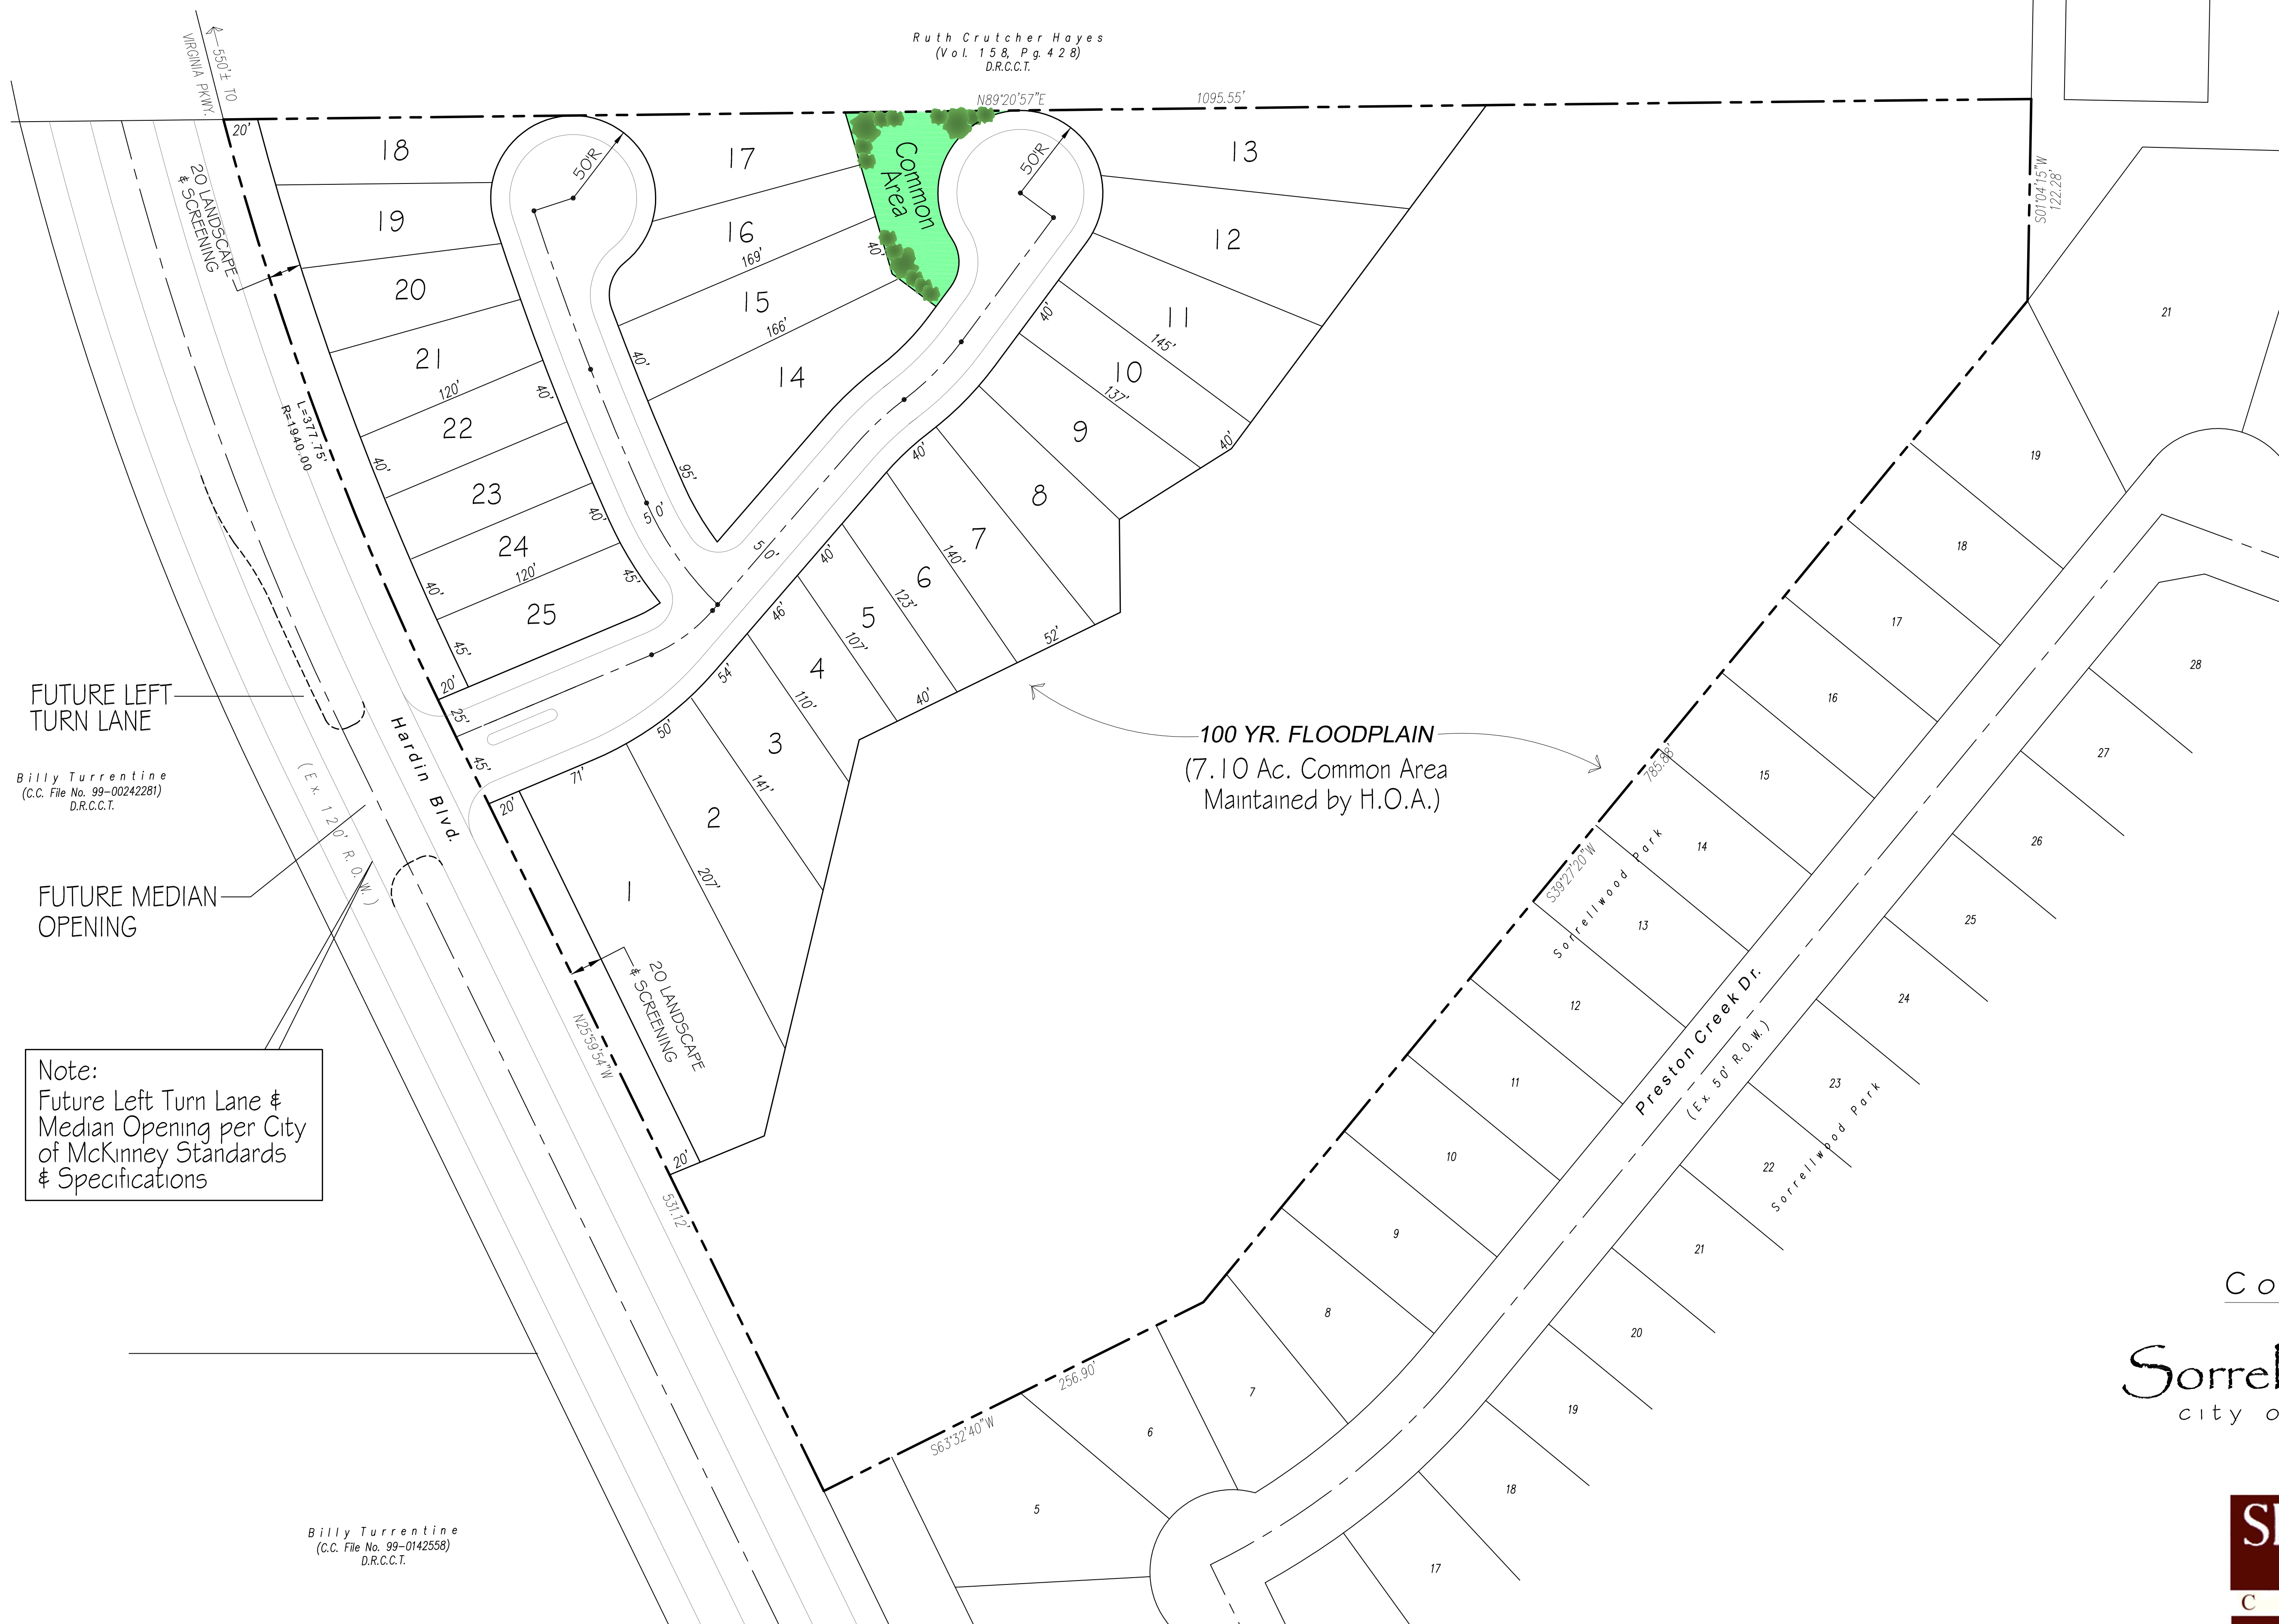 Ruth Crutcher Hayes
(Vol. 158, Pg. 428)
D.R.C.C.T.
550'± TO
VIRGINIA PKWY.
N89°20'57"E
1095.55'
S01°04'15"W
122.28'
20'
20 LANDSCAPE
& SCREENING
L=377.75'
R=1940.00
18
19
20
21
120'
22
40'
40'
23
40'
24
120'
40'
45'
25
45'
20'
25'
45'
20'
50'R
17
16
169'
15
166'
14
40'
40'
95'
50'
50'
Common
Area
50'R
13
12
11
145'
10
137'
40'
40'
9
8
40'
7
140'
52'
6
123'
40'
40'
5
107'
46'
4
110'
54'
3
141'
50'
2
207'
71'
1
20 LANDSCAPE
& SCREENING
20'
N25°59'54"W
531.12'
FUTURE LEFT
TURN LANE
Hardin Blvd.
(Ex. 120' R.O.W.)
Billy Turrentine
(C.C. File No. 99-00242281)
D.R.C.C.T.
FUTURE MEDIAN
OPENING
Note:
Future Left Turn Lane &
Median Opening per City
of McKinney Standards
& Specifications
100 YR. FLOODPLAIN
(7.10 Ac. Common Area
Maintained by H.O.A.)
785.83'
S39°27'20"W
Sorrellwood Park
21
19
18
17
16
15
14
13
12
11
10
9
8
7
6
5
Preston Creek Dr.
(Ex. 50' R.O.W.)
28
27
26
25
24
23
22
21
20
19
18
17
Sorrellwood Park
256.90'
S63°32'40"W
Billy Turrentine
(C.C. File No. 99-0142558)
D.R.C.C.T.
Co
Sorrel
city o
C